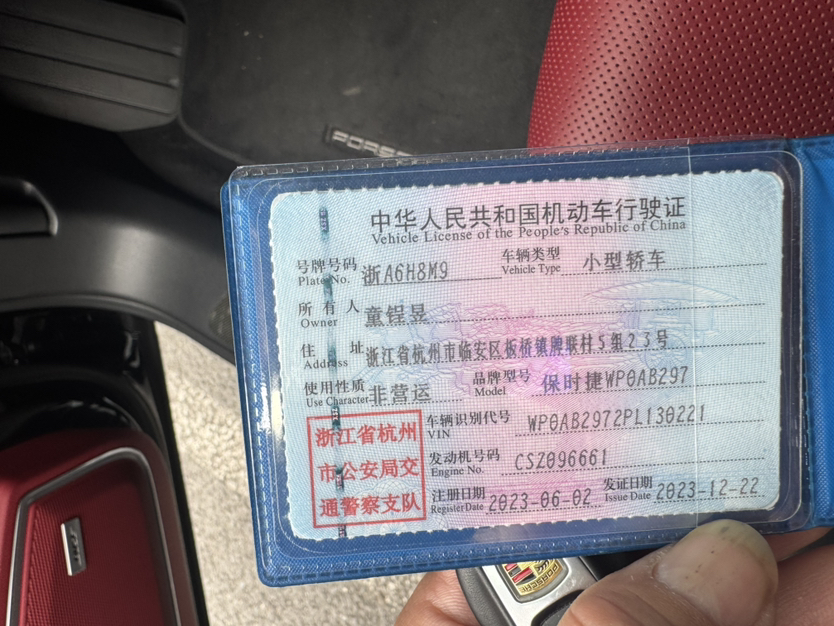 PORSC
中华人民共和国机动车行驶证
Vehicle License of the People's Republic of China
号牌号码 浙A6H8M9 车辆类型 小型轿车
Plate No. Vehicle Type
所有人 童锃昱
Owner
住址 浙江省杭州市临安区板桥镇牌联村5组23号
Address
使用性质 非营运 品牌型号 保时捷WP0AB297
Use Character Model
浙江省杭州
市公安局交
通警察支队
车辆识别代号 WP0AB2972PL130221
VIN
发动机号码 CSZ096661
Engine No.
注册日期 2023-06-02 发证日期 2023-12-22
Register Date Issue Date
PORSCHE